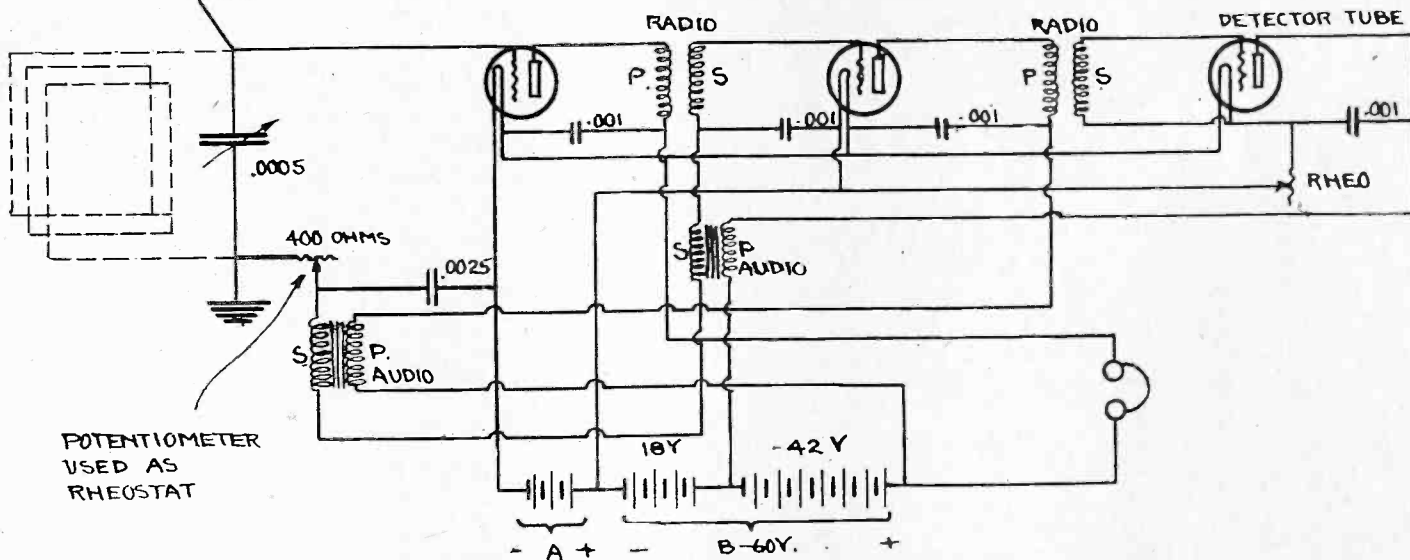 RADIO
RADIO
DETECTOR TUBE
P.
S
P
S
.001
.001
.001
.001
.0005
RHEO
400 OHMS
.0025
S
P
AUDIO
S
P.
AUDIO
POTENTIOMETER
USED AS
RHEOSTAT
18V
-42V
- A + - B-60V. +